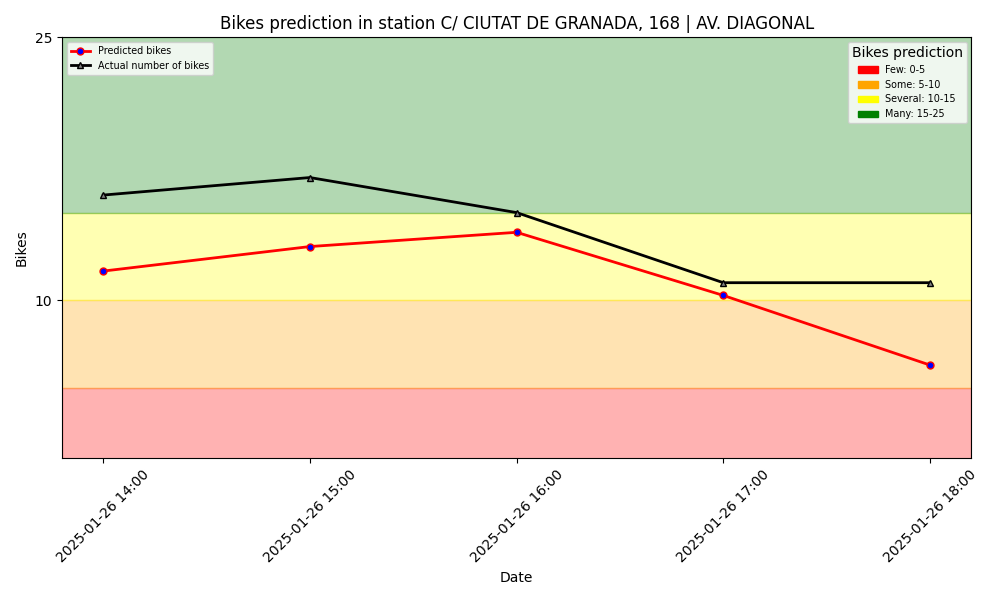 Bikes prediction in station C/ CIUTAT DE GRANADA, 168 | AV. DIAGONAL
Predicted bikes
Actual number of bikes
Bikes prediction
Few: 0-5
Some: 5-10
Several: 10-15
Many: 15-25
25
10
Bikes
2025-01-26 14:00
2025-01-26 15:00
2025-01-26 16:00
2025-01-26 17:00
2025-01-26 18:00
Date